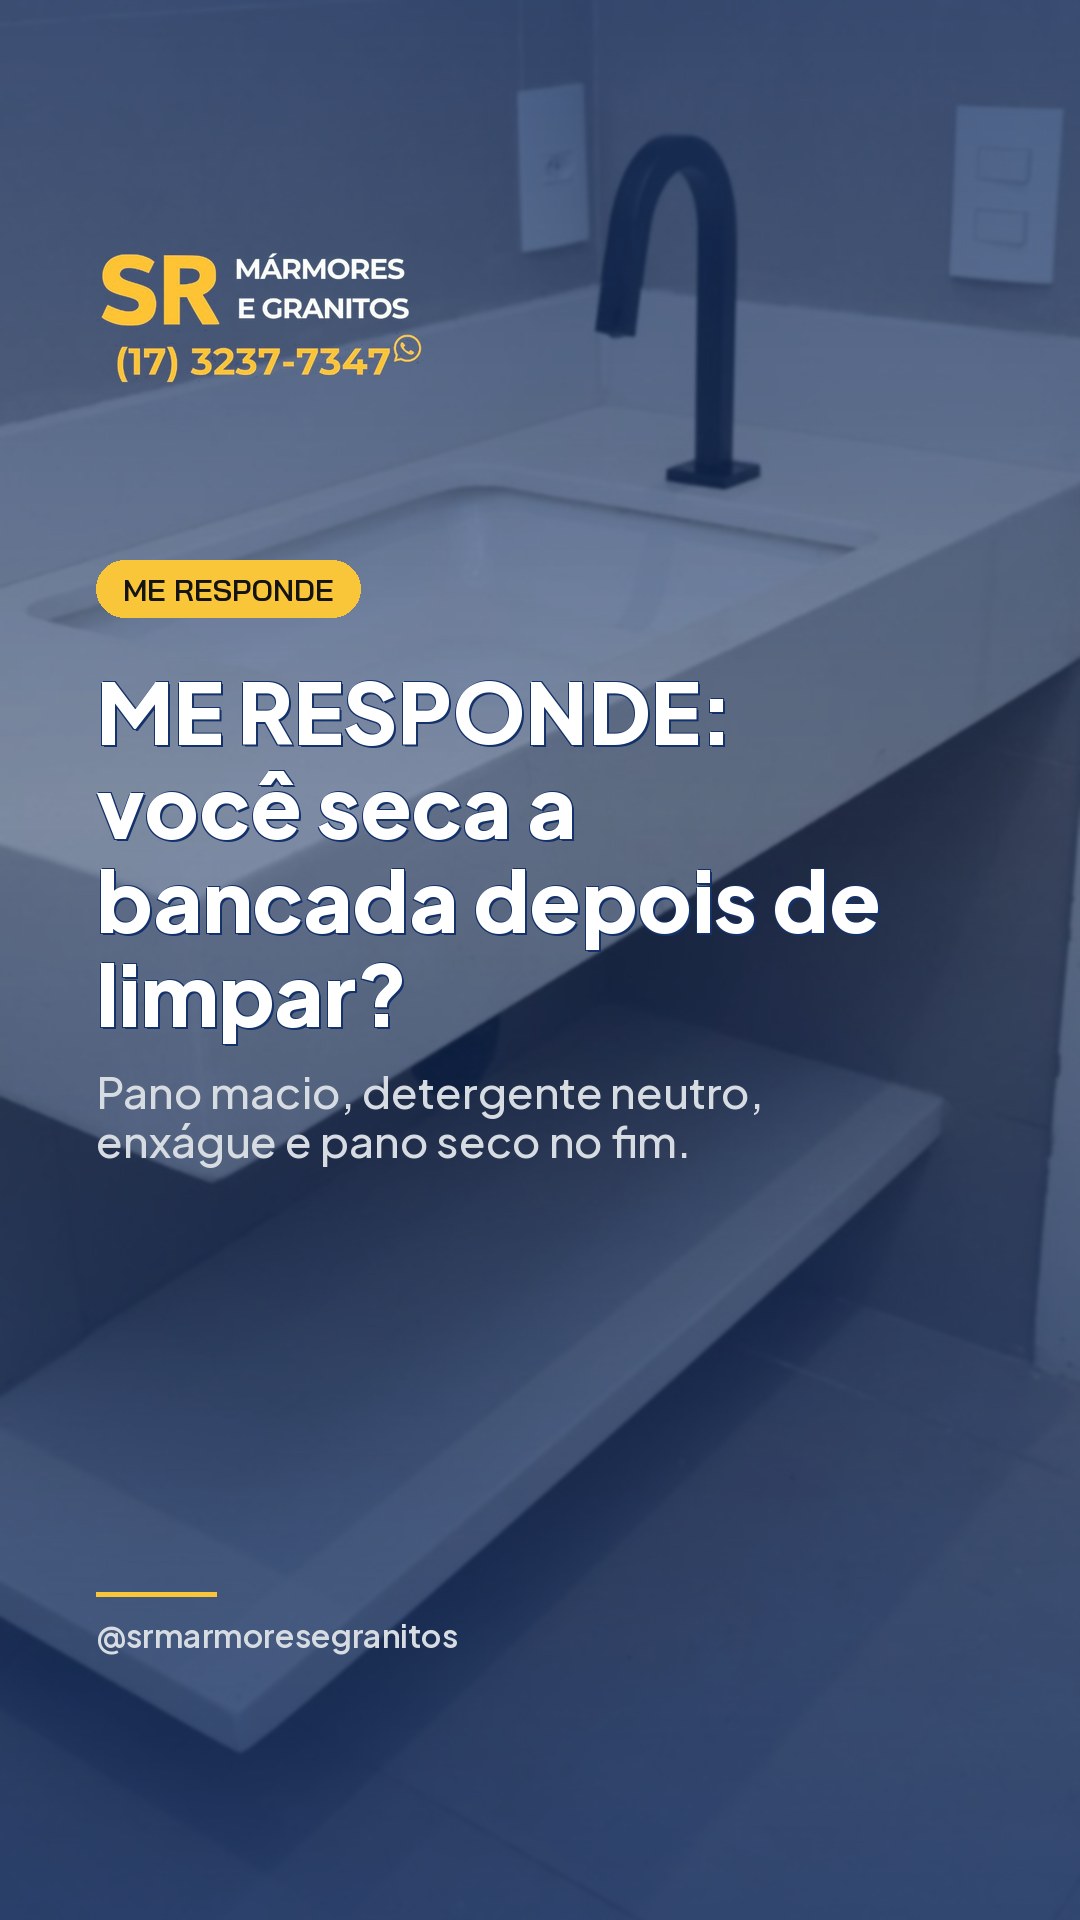 SR MÁRMORES
E GRANITOS
(17) 3237-7347
ME RESPONDE
ME RESPONDE:
você seca a
bancada depois de
limpar?
Pano macio, detergente neutro,
enxágue e pano seco no fim.
@srmarmoresegranitos